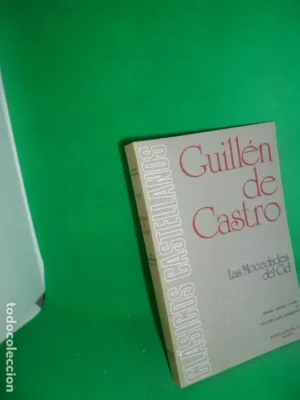 CLÁSICOS CASTELLANOS
Guillén
de
Castro
Las Mocedades
del Cid
todocoleccion